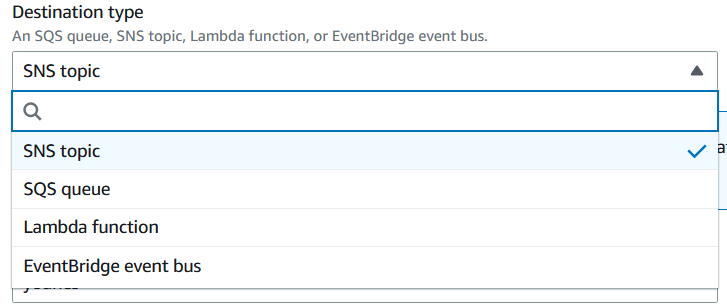 Destination type
An SQS queue, SNS topic, Lambda function, or EventBridge event bus.
SNS topic
SNS topic
SQS queue
Lambda function
EventBridge event bus